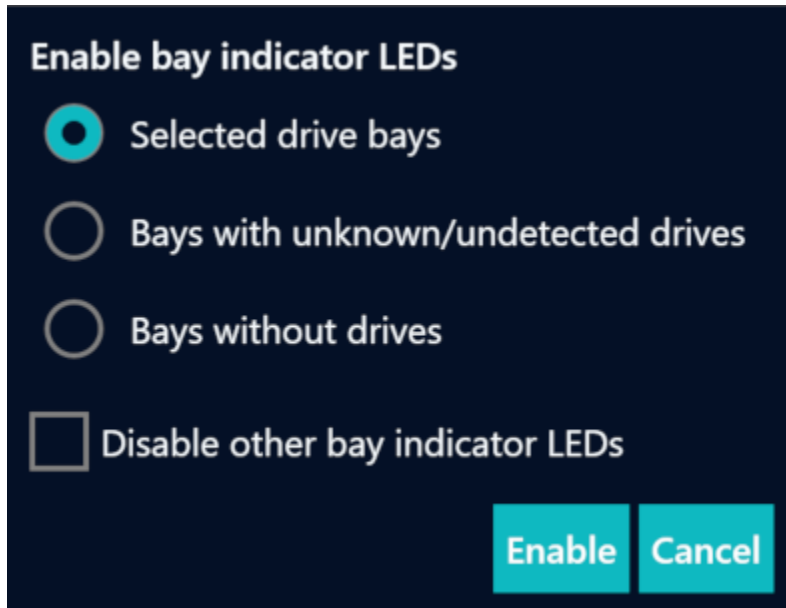 Enable bay indicator LEDs
Selected drive bays
Bays with unknown/undetected drives
Bays without drives
Disable other bay indicator LEDs
Enable Cancel